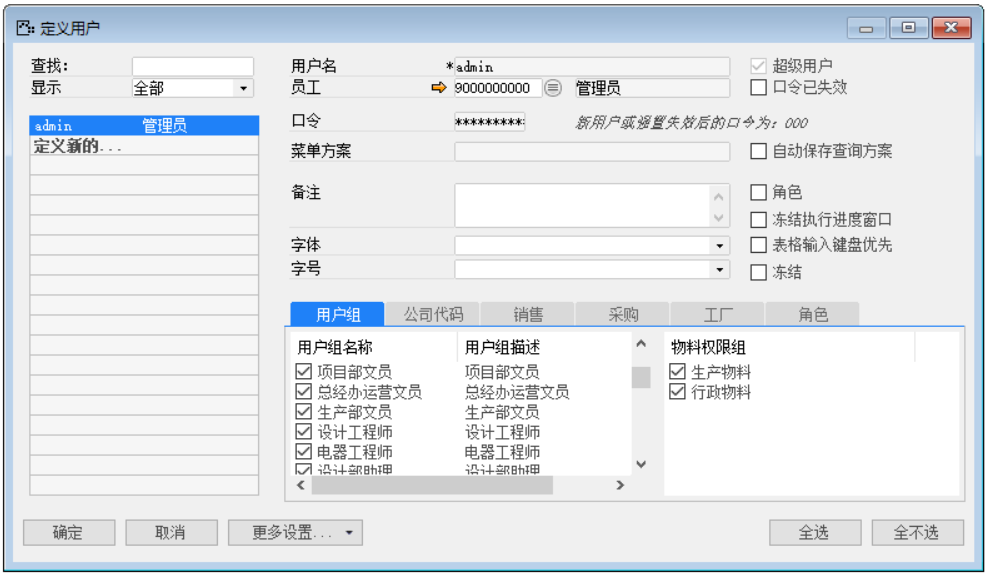 定义用户
查找:
显示 全部
admin 管理员
定义新的...
用户名 *admin
员工 9000000000 管理员
口令 ********* 新用户或强置失效后的口令为: 000
菜单方案
备注
字体
字号
超级用户
口令已失效
自动保存查询方案
角色
冻结执行进度窗口
表格输入键盘优先
冻结
用户组 公司代码 销售 采购 工厂 角色
用户组名称 用户组描述 物料权限组
项目部文员 项目部文员 生产物料
总经办运营文员 总经办运营文员 行政物料
生产部文员 生产部文员
设计工程师 设计工程师
电器工程师 电器工程师
设计部助理 设计部助理
确定 取消 更多设置... 全选 全不选